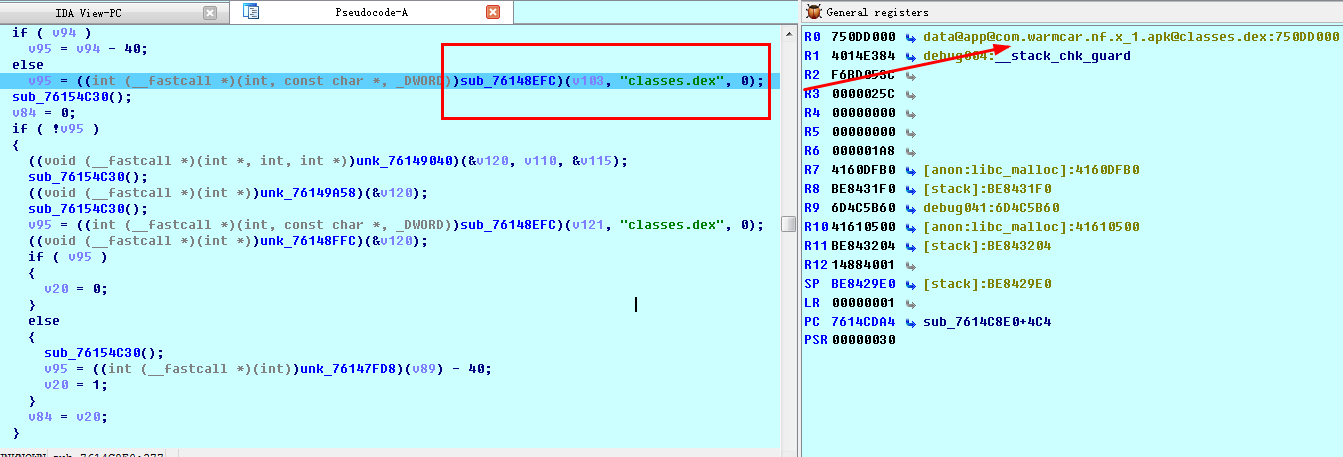 IDA View-PC
Pseudocode-A
if ( v94 )
v95 = v94 - 40;
else
v95 = ((int (__fastcall *)(int, const char *, _DWORD))sub_76148EFC)(v103, "classes.dex", 0);
sub_76154C30();
v84 = 0;
if ( !v95 )
{
((void (__fastcall *)(int *, int, int *))unk_76149040)(&v120, v110, &v115);
sub_76154C30();
((void (__fastcall *)(int *))unk_76149A58)(&v120);
sub_76154C30();
v95 = ((int (__fastcall *)(int, const char *, _DWORD))sub_76148EFC)(v121, "classes.dex", 0);
((void (__fastcall *)(int *))unk_76148FFC)(&v120);
if ( v95 )
{
v20 = 0;
}
else
{
sub_76154C30();
v95 = ((int (__fastcall *)(int))unk_76147FD8)(v89) - 40;
v20 = 1;
}
v84 = v20;
}
General registers
R0 750DD000 data@app@com.warmcar.nf.x_1.apk@classes.dex:750DD000
R1 4014E384 debug004:__stack_chk_guard
R2
R3 0000025C
R4 00000000
R5 00000000
R6 000001A8
R7 4160DFB0 [anon:libc_malloc]:4160DFB0
R8 BE8431F0 [stack]:BE8431F0
R9 6D4C5B60 debug041:6D4C5B60
R10 41610500 [anon:libc_malloc]:41610500
R11 BE843204 [stack]:BE843204
R12 14884001
SP BE8429E0 [stack]:BE8429E0
LR 00000001
PC 7614CDA4 sub_7614C8E0+4C4
PSR 00000030